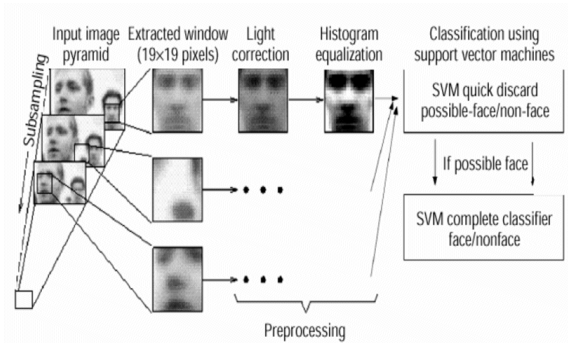 Input image
pyramid
Extracted window
(19×19 pixels)
Light
correction
Histogram
equalization
Classification using
support vector machines
Subsampling
SVM quick discard
possible-face/non-face
If possible face
SVM complete classifier
face/nonface
Preprocessing